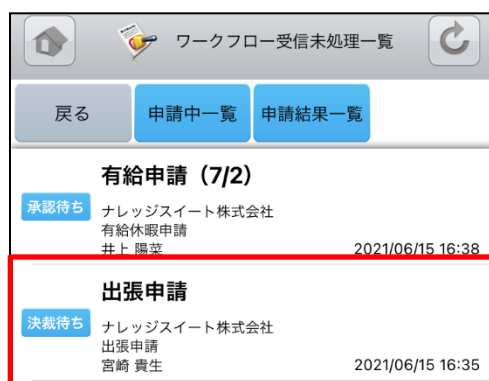 ワークフロー受信未処理一覧
戻る
申請中一覧
申請結果一覧
有給申請（7/2）
承認待ち
ナレッジスイート株式会社
有給休暇申請
井上 陽菜
2021/06/15 16:38
出張申請
決裁待ち
ナレッジスイート株式会社
出張申請
宮崎 貴生
2021/06/15 16:35